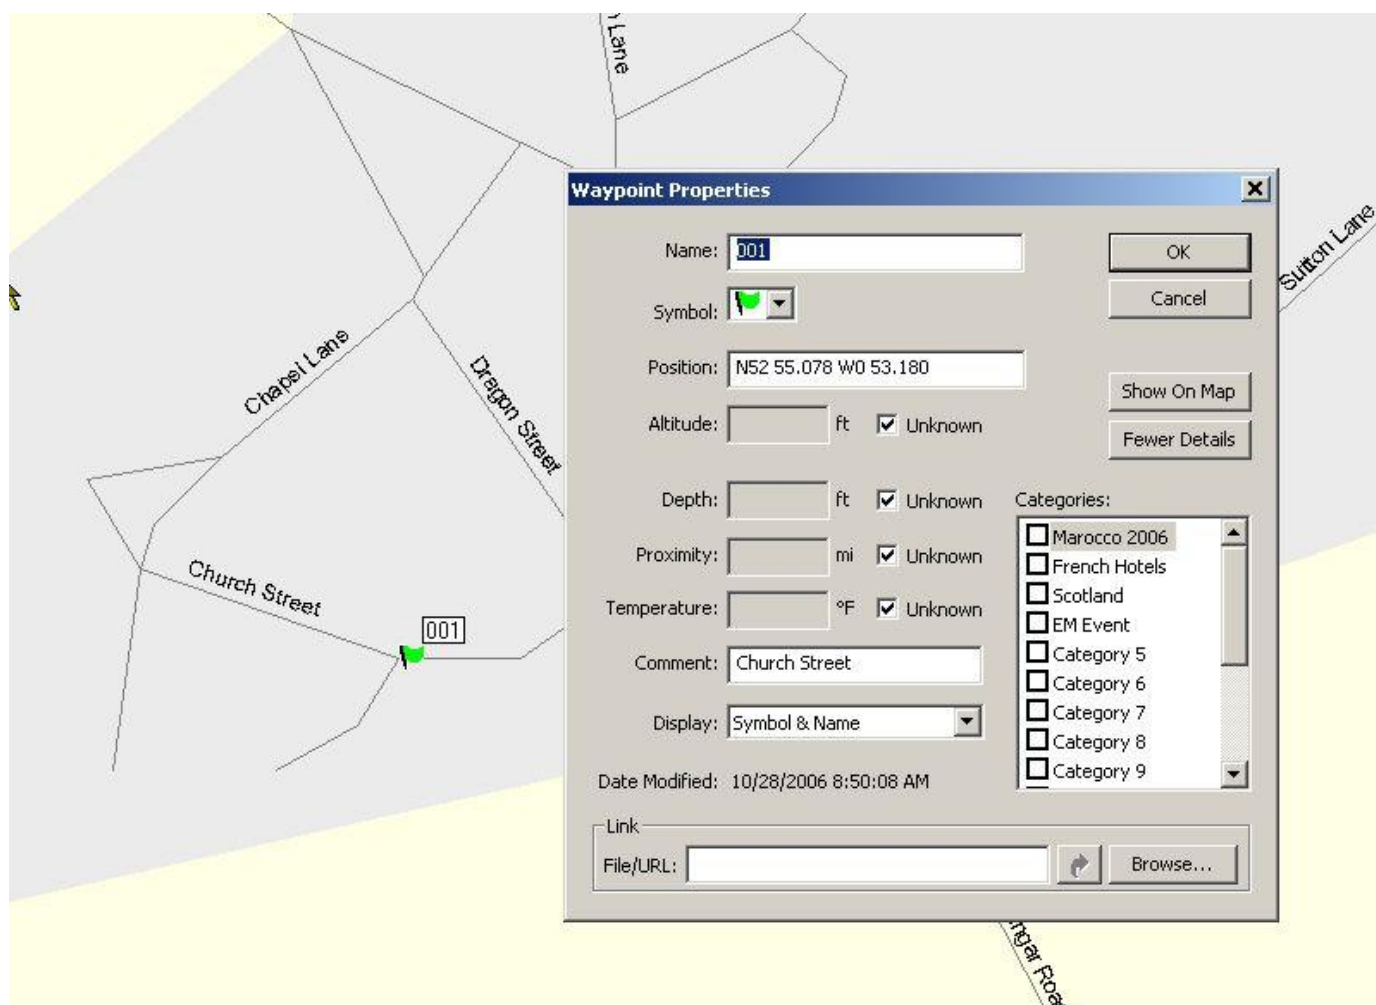 Lane
Waypoint Properties
Name: 001
OK
Sutton Lane
Symbol:
Cancel
Chapel Lane
Dragon Street
Position: N52 55.078 W0 53.180
Show On Map
Altitude: ft Unknown
Fewer Details
Depth: ft Unknown
Categories:
Marocco 2006
Proximity: mi Unknown
French Hotels
Scotland
Church Street
Temperature: °F Unknown
EM Event
001
Category 5
Comment: Church Street
Category 6
Category 7
Display: Symbol & Name
Category 8
Category 9
Date Modified: 10/28/2006 8:50:08 AM
Link
File/URL:
Browse...